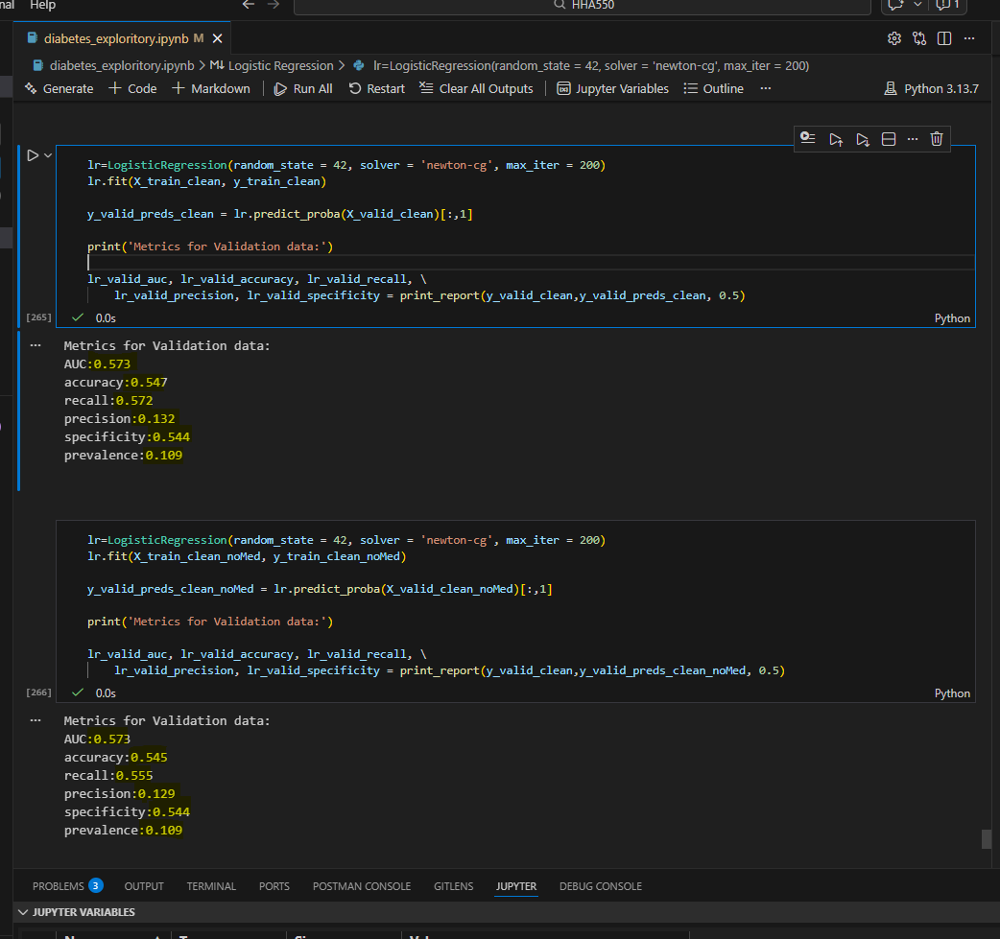 nal Help
HHA550
1
diabetes_exploritory.ipynb M
diabetes_exploritory.ipynb > M↓ Logistic Regression > lr=LogisticRegression(random_state = 42, solver = 'newton-cg', max_iter = 200)
Generate + Code + Markdown | Run All Restart Clear All Outputs | Jupyter Variables Outline ··· Python 3.13.7
lr=LogisticRegression(random_state = 42, solver = 'newton-cg', max_iter = 200)
lr.fit(X_train_clean, y_train_clean)
y_valid_preds_clean = lr.predict_proba(X_valid_clean)[:,1]
print('Metrics for Validation data:')
lr_valid_auc, lr_valid_accuracy, lr_valid_recall, \
lr_valid_precision, lr_valid_specificity = print_report(y_valid_clean,y_valid_preds_clean, 0.5)
[265] 0.0s Python
Metrics for Validation data:
AUC:0.573
accuracy:0.547
recall:0.572
precision:0.132
specificity:0.544
prevalence:0.109
lr=LogisticRegression(random_state = 42, solver = 'newton-cg', max_iter = 200)
lr.fit(X_train_clean_noMed, y_train_clean_noMed)
y_valid_preds_clean_noMed = lr.predict_proba(X_valid_clean_noMed)[:,1]
print('Metrics for Validation data:')
lr_valid_auc, lr_valid_accuracy, lr_valid_recall, \
lr_valid_precision, lr_valid_specificity = print_report(y_valid_clean,y_valid_preds_clean_noMed, 0.5)
[266] 0.0s Python
Metrics for Validation data:
AUC:0.573
accuracy:0.545
recall:0.555
precision:0.129
specificity:0.544
prevalence:0.109
PROBLEMS 3 OUTPUT TERMINAL PORTS POSTMAN CONSOLE GITLENS JUPYTER DEBUG CONSOLE
JUPYTER VARIABLES